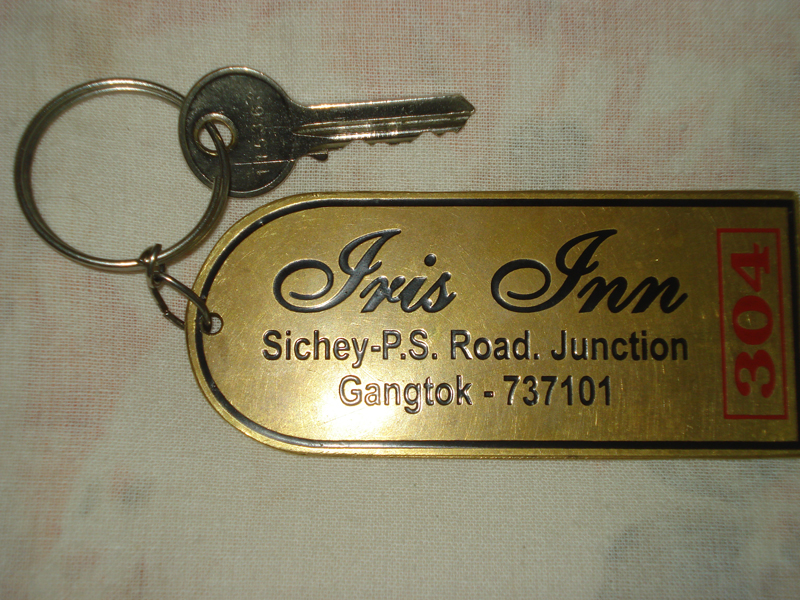 Iris Inn
Sichey-P.S. Road. Junction
Gangtok - 737101
304